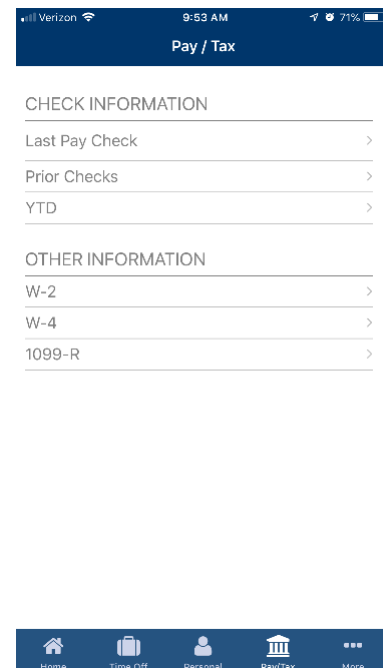 Verizon 9:53 AM 71%
Pay / Tax
CHECK INFORMATION
Last Pay Check
Prior Checks
YTD
OTHER INFORMATION
W-2
W-4
1099-R
Home Time Off Personal Pay/Tax More